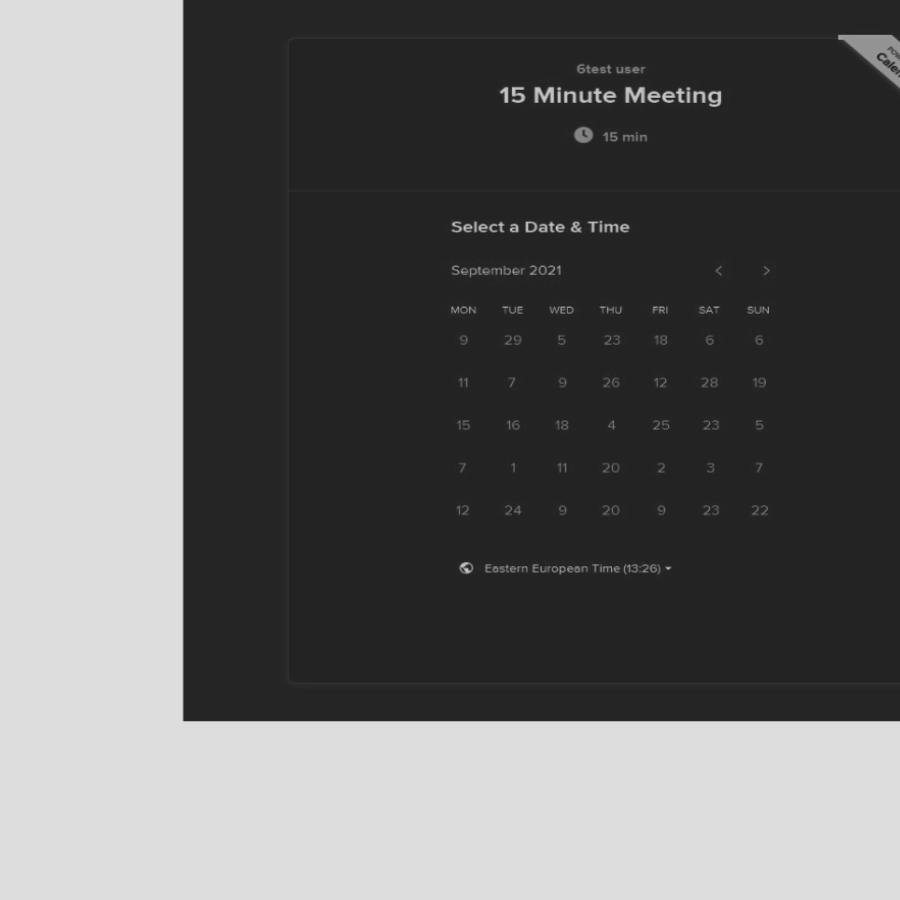 6test user
15 Minute Meeting
15 min
Select a Date & Time
September 2021
MON TUE WED THU FRI SAT SUN
9 29 5 23 18 6 6
11 7 9 26 12 28 19
15 16 18 4 25 23 5
7 1 11 20 2 3 7
12 24 9 20 9 23 22
Eastern European Time (13:26)